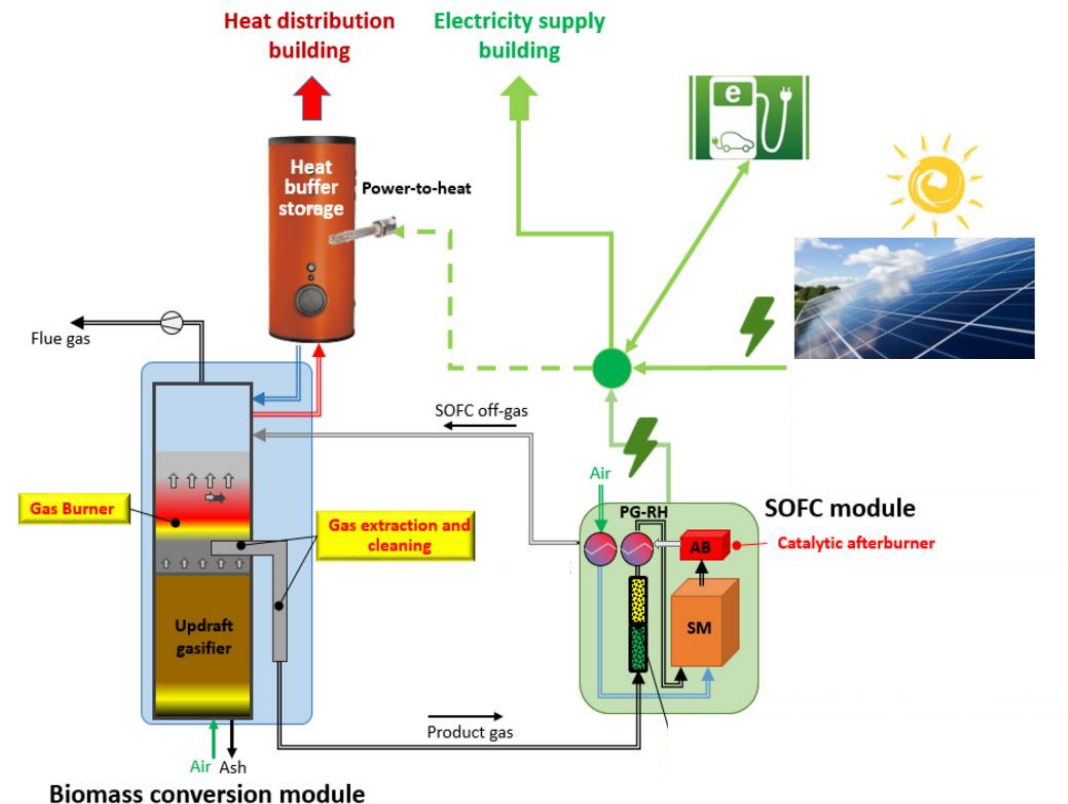 Heat distribution
building
Electricity supply
building
e
Heat
buffer
storage
Power-to-heat
Flue gas
SOFC off-gas
Air
PG-RH
SOFC module
AB
Catalytic afterburner
Gas Burner
Gas extraction and
cleaning
SM
Updraft
gasifier
Product gas
Air
Ash
Biomass conversion module